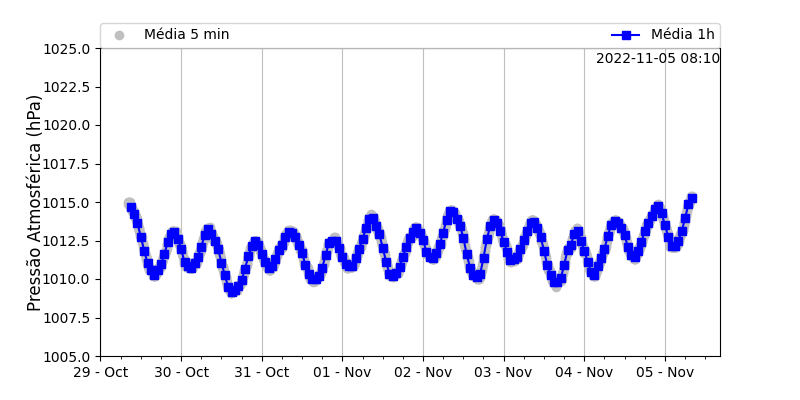 Média 5 min
Média 1h
2022-11-05 08:10
Pressão Atmosférica (hPa)
1025.0
1022.5
1020.0
1017.5
1015.0
1012.5
1010.0
1007.5
1005.0
29 - Oct
30 - Oct
31 - Oct
01 - Nov
02 - Nov
03 - Nov
04 - Nov
05 - Nov